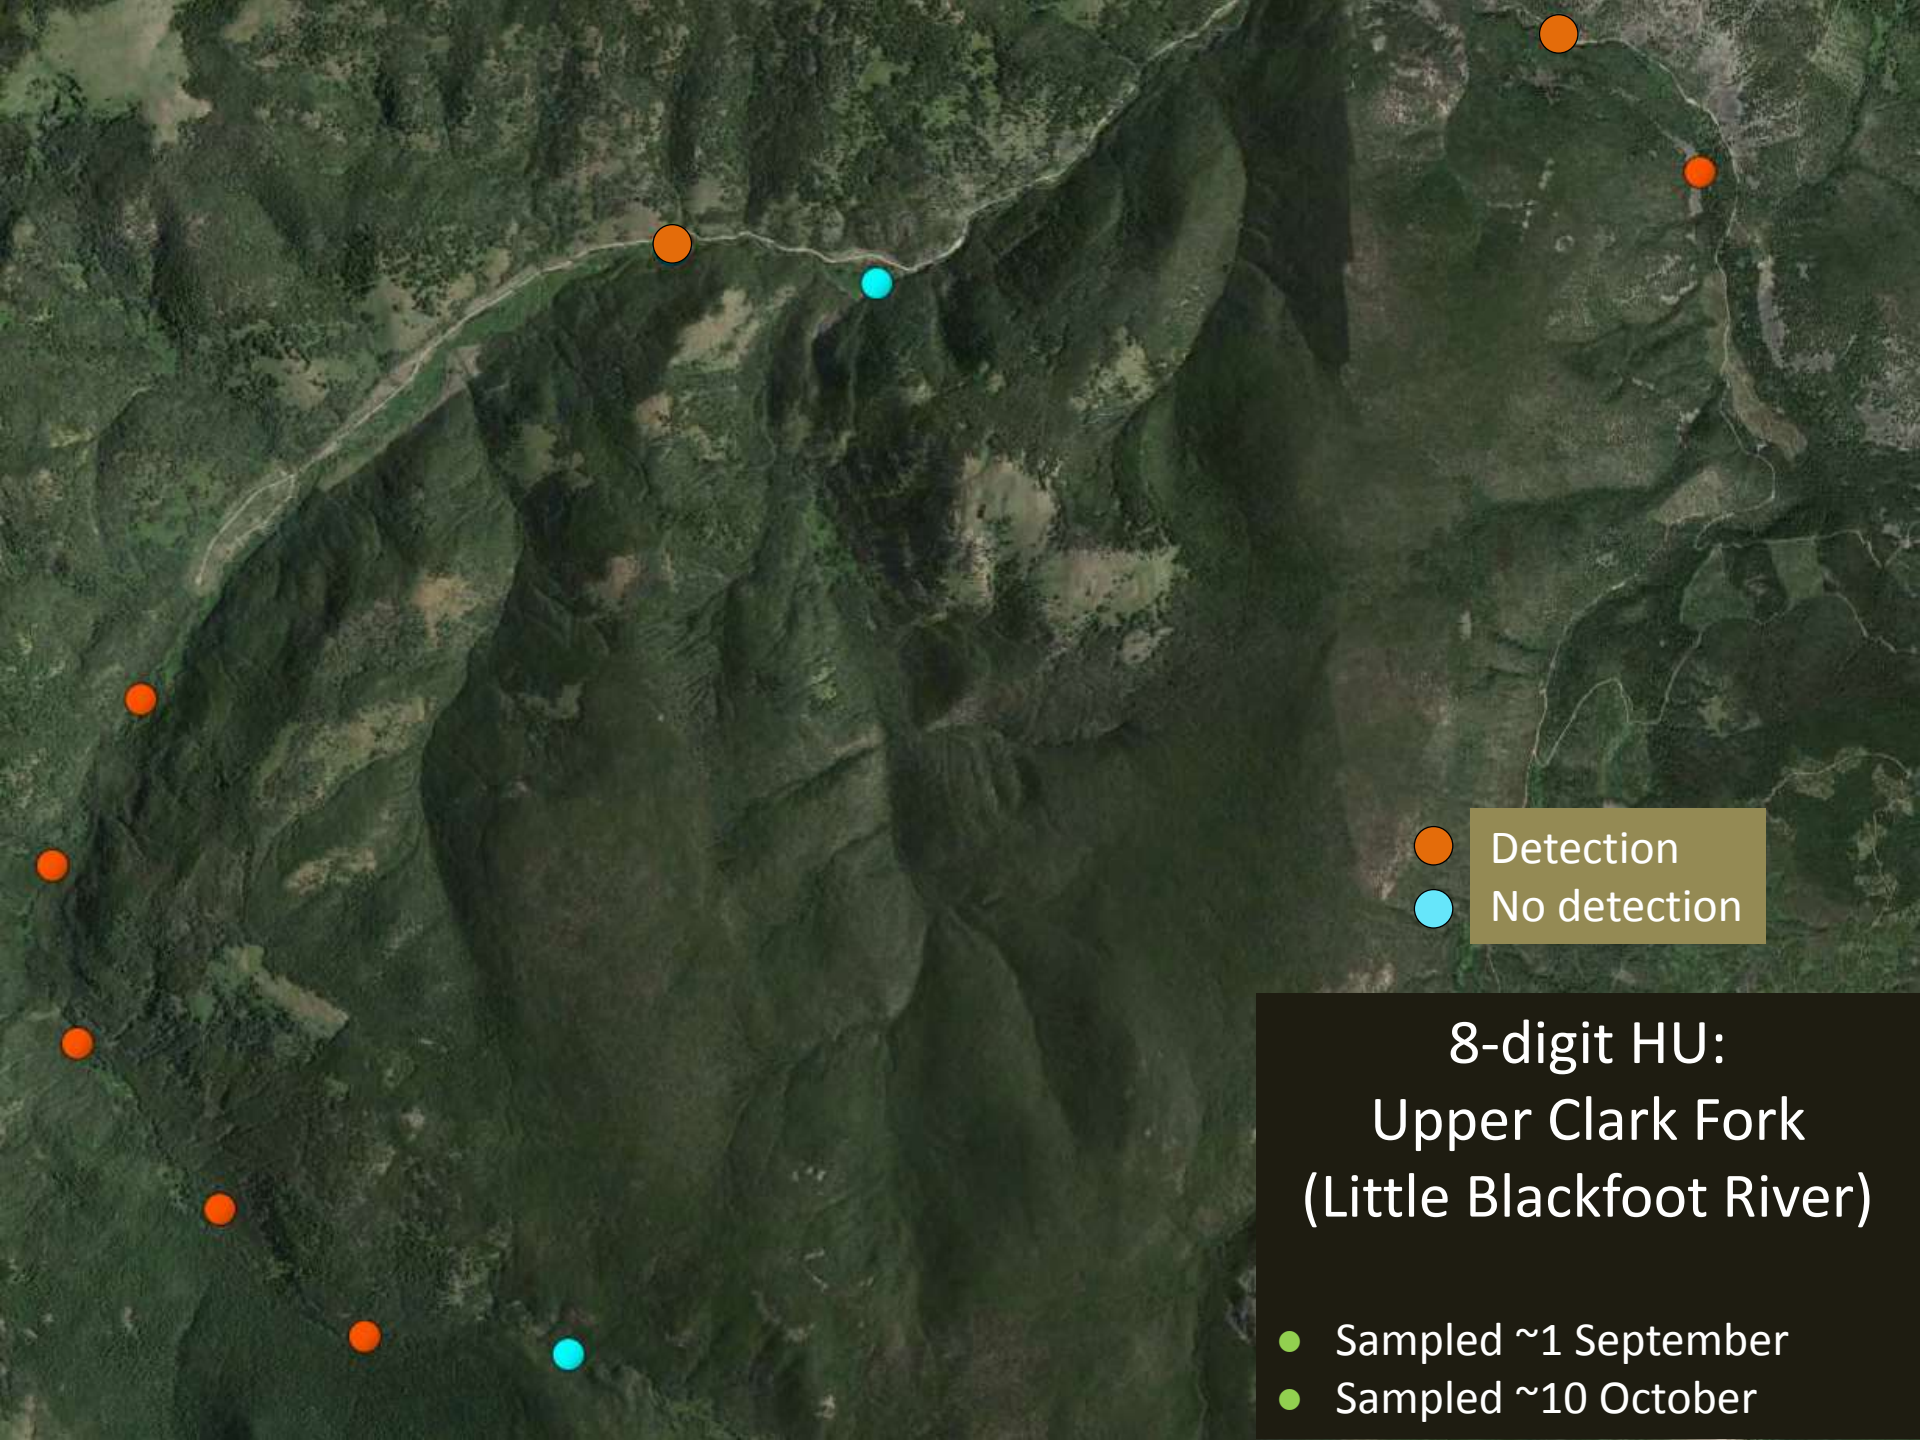 Detection
No detection
8-digit HU:
Upper Clark Fork
(Little Blackfoot River)
Sampled ~1 September
Sampled ~10 October